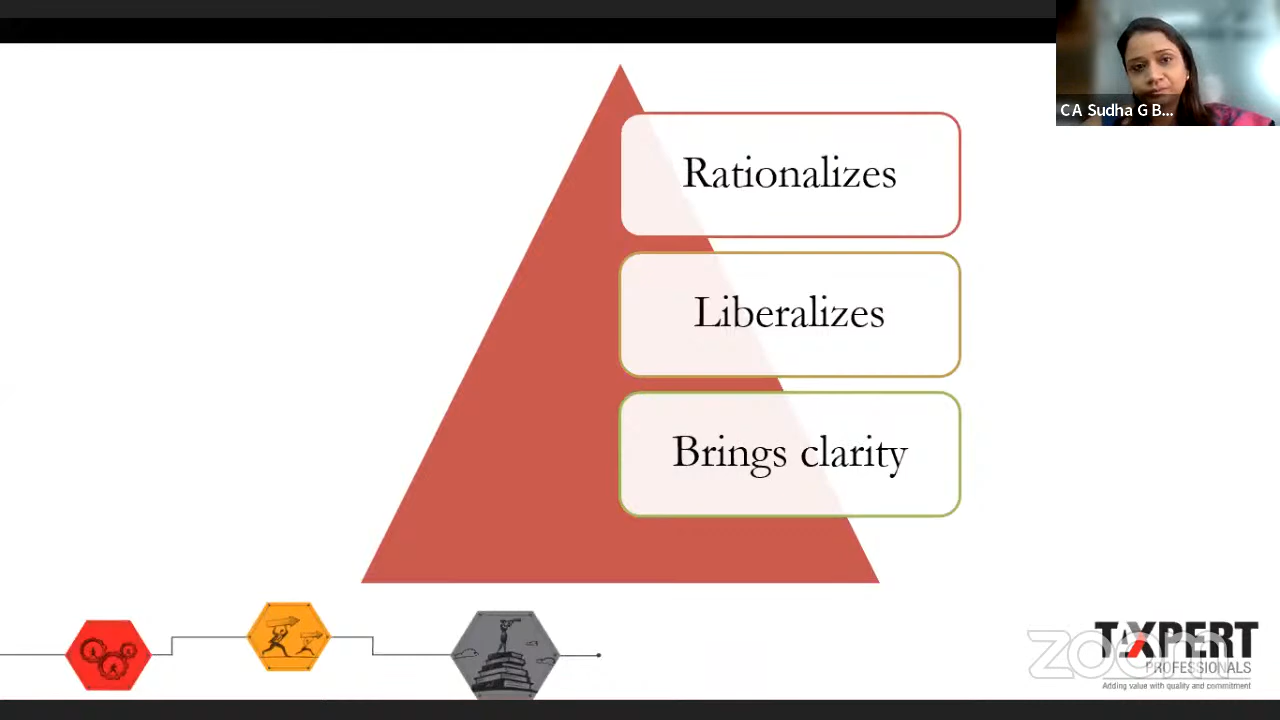 CA Sudha G B...
Rationalizes
Liberalizes
Brings clarity
TAXPERT
PROFESSIONALS
Adding value with quality and commitment
zoom